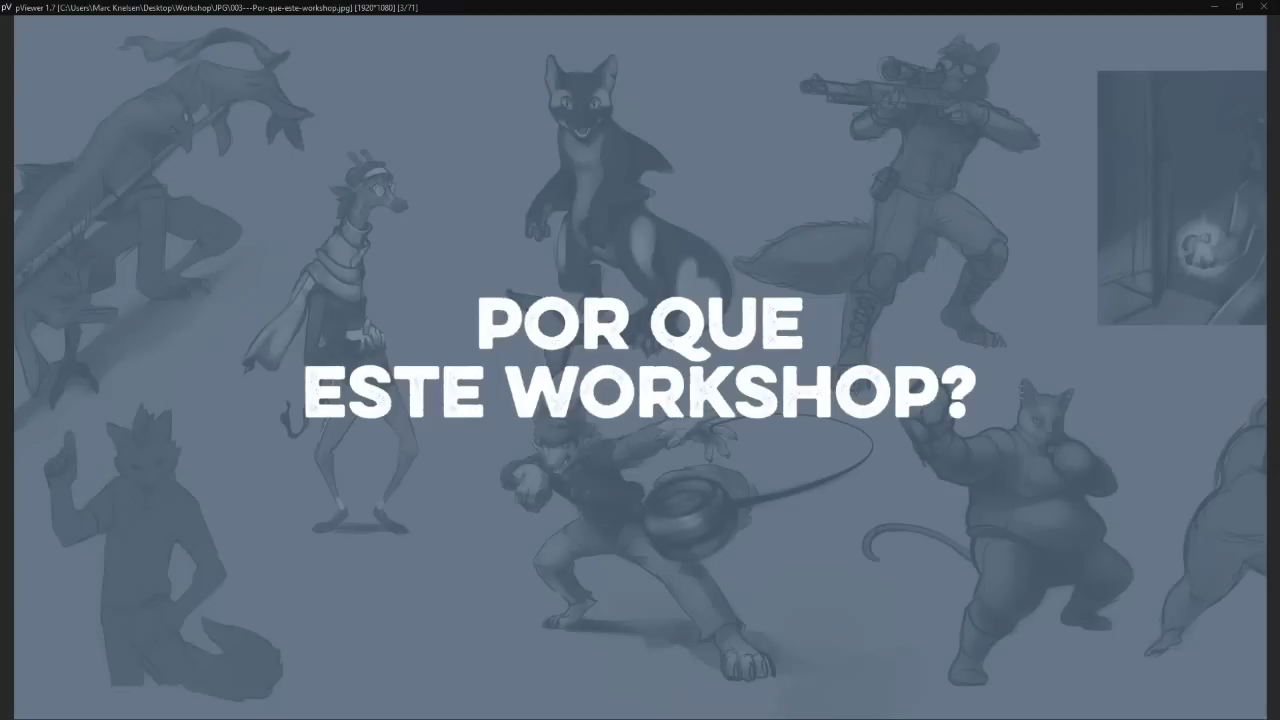 pV pViewer 1.7 [C:\Users\Marc Knelsen\Desktop\Workshop\JPG\003---Por-que-este-workshop.jpg] [1920*1080] [3/71]
POR QUE
ESTE WORKSHOP?